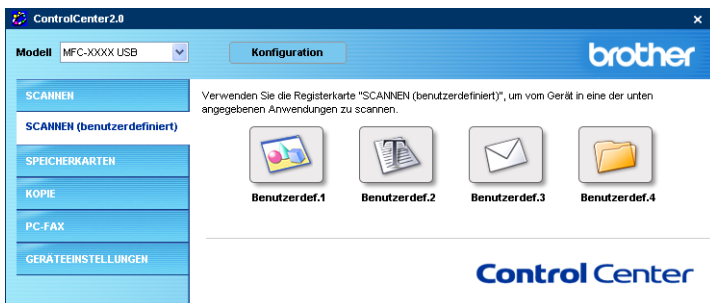 ControlCenter2.0
Modell MFC-XXXX USB Konfiguration brother
SCANNEN
SCANNEN (benutzerdefiniert)
SPEICHERKARTEN
KOPIE
PC-FAX
GERÄTEEINSTELLUNGEN
Verwenden Sie die Registerkarte "SCANNEN (benutzerdefiniert)", um vom Gerät in eine der unten
angegebenen Anwendungen zu scannen.
Benutzerdef.1 Benutzerdef.2 Benutzerdef.3 Benutzerdef.4
Control Center